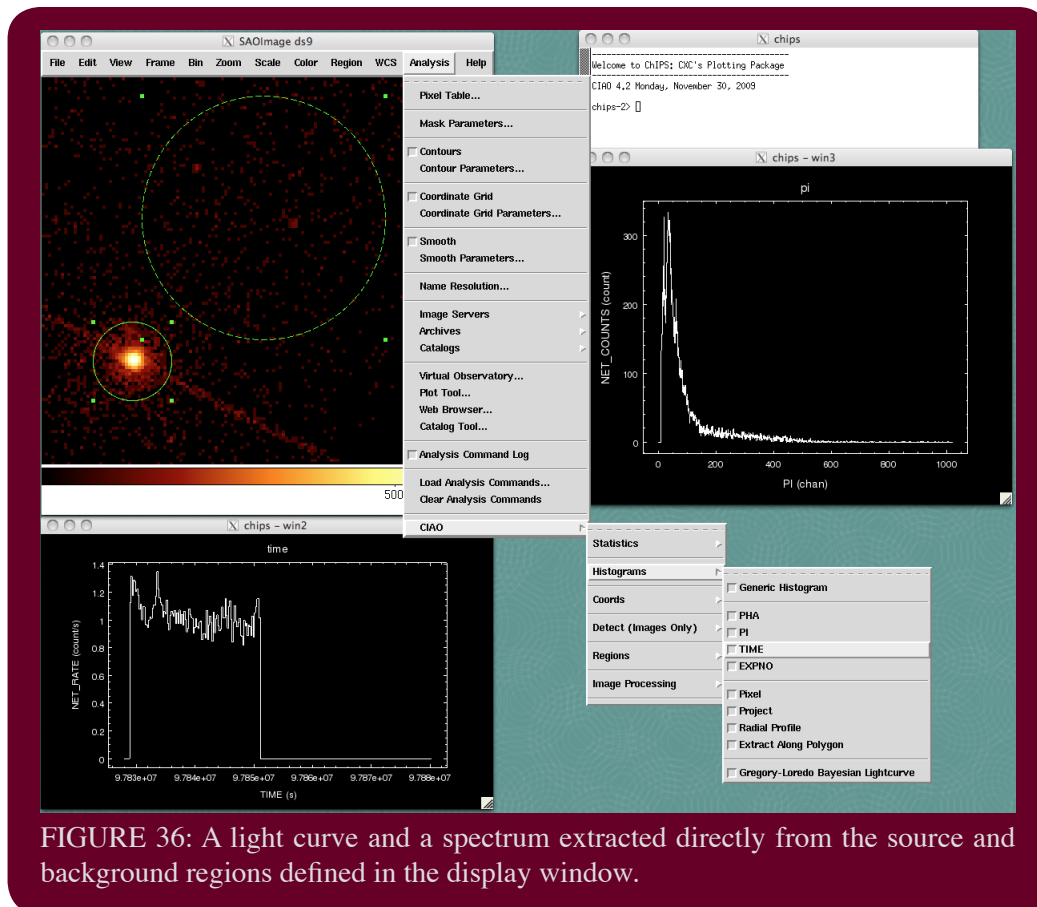 SAOImage ds9
File Edit View Frame Bin Zoom Scale Color Region WCS Analysis Help
Pixel Table...
Mask Parameters...
Contours
Contour Parameters...
Coordinate Grid
Coordinate Grid Parameters...
Smooth
Smooth Parameters...
Name Resolution...
Image Servers
Archives
Catalogs
Virtual Observatory...
Plot Tool...
Web Browser...
Catalog Tool...
Analysis Command Log
Load Analysis Commands...
Clear Analysis Commands
CIAO
500
chips
Welcome to ChIPS: CXC's Plotting Package
CIAO 4.2 Monday, November 30, 2009
chips-2>
chips - win3
pi
NET_COUNTS (count)
300
200
100
0
0 200 400 600 800 1000
PI (chan)
chips - win2
time
NET_RATE (count/s)
1.4
1.2
1
0.8
0.6
0.4
0.2
0
9.783e+07 9.784e+07 9.785e+07 9.786e+07 9.787e+07 9.788e+07
TIME (s)
Statistics
Histograms
Coords
Detect (Images Only)
Regions
Image Processing
Generic Histogram
PHA
PI
TIME
EXPNO
Pixel
Project
Radial Profile
Extract Along Polygon
Gregory-Loredo Bayesian Lightcurve
FIGURE 36: A light curve and a spectrum extracted directly from the source and
background regions defined in the display window.